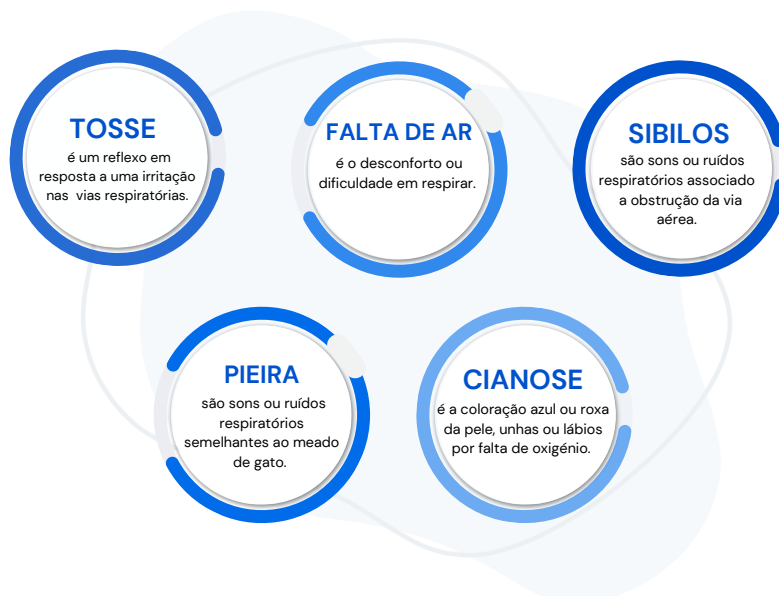 TOSSE
é um reflexo em
resposta a uma irritação
nas vias respiratórias.
FALTA DE AR
é o desconforto ou
dificuldade em respirar.
SIBILOS
são sons ou ruídos
respiratórios associado
a obstrução da via
aérea.
PIEIRA
são sons ou ruídos
respiratórios
semelhantes ao meado
de gato.
CIANOSE
é a coloração azul ou roxa
da pele, unhas ou lábios
por falta de oxigénio.